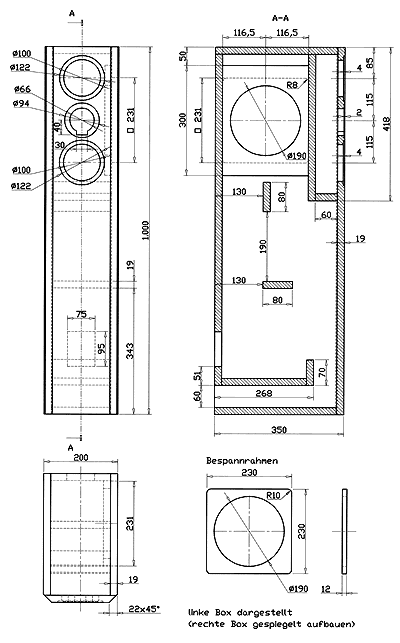 A
A-A
116,5
116,5
50
ø100
ø122
ø66
ø94
40
30
ø100
ø122
□ 231
300
□ 231
R8
ø190
4
2
4
85
115
115
418
1.000
130
80
60
190
19
130
80
19
75
95
343
51
60
268
70
350
A
200
231
19
22x45°
Bespannrahmen
230
R10
230
ø190
12
linke Box dargestellt
(rechte Box gespiegelt aufbauen)